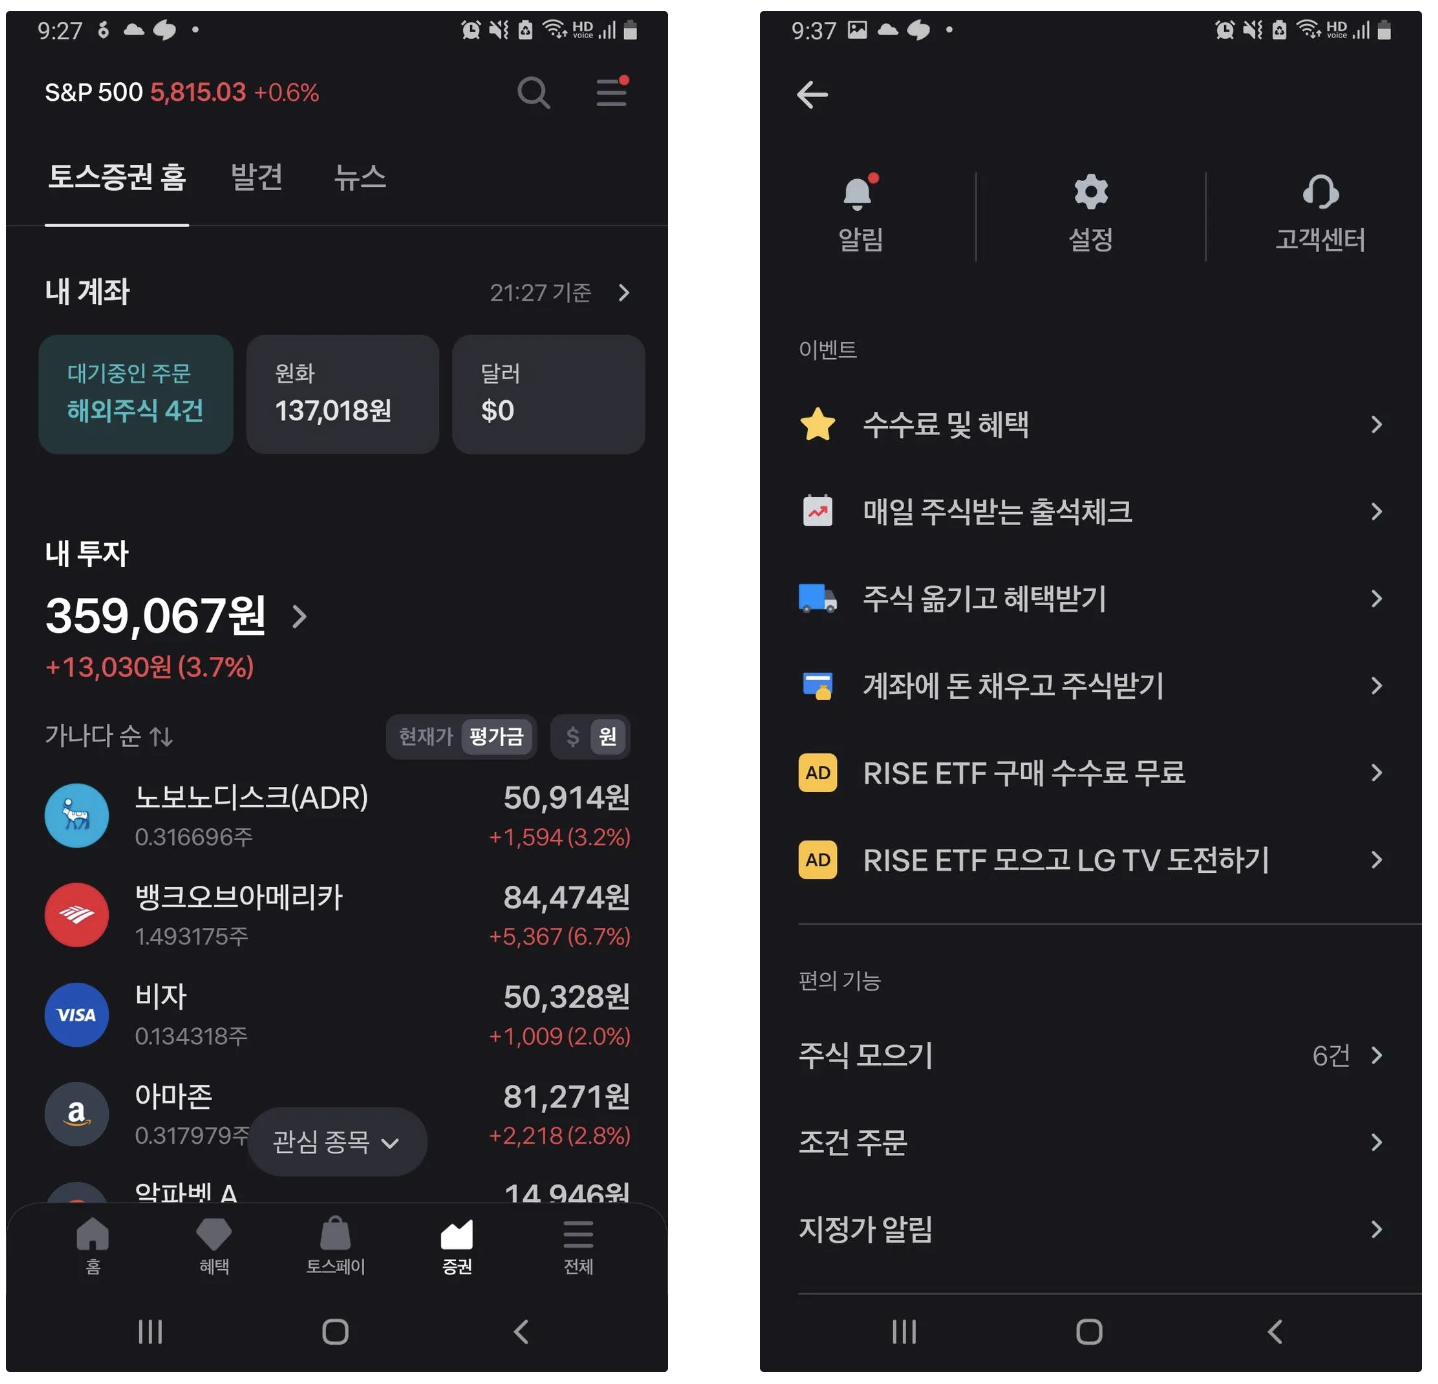 9:27
HD voice
S&P 500 5,815.03 +0.6%
토스증권 홈 발견 뉴스
내 계좌 21:27 기준
대기중인 주문 원화 달러
해외주식 4건 137,018원 $0
내 투자
359,067원
+13,030원 (3.7%)
가나다 순 현재가 평가금 $ 원
노보노디스크(ADR) 50,914원
0.316696주 +1,594 (3.2%)
뱅크오브아메리카 84,474원
1.493175주 +5,367 (6.7%)
VISA
비자 50,328원
0.134318주 +1,009 (2.0%)
a
아마존 81,271원
0.317979주 +2,218 (2.8%)
관심 종목
알파벳 A 14,946원
홈 혜택 토스페이 증권 전체
9:37
HD voice
알림 설정 고객센터
이벤트
수수료 및 혜택
매일 주식받는 출석체크
주식 옮기고 혜택받기
계좌에 돈 채우고 주식받기
AD RISE ETF 구매 수수료 무료
AD RISE ETF 모으고 LG TV 도전하기
편의 기능
주식 모으기 6건
조건 주문
지정가 알림